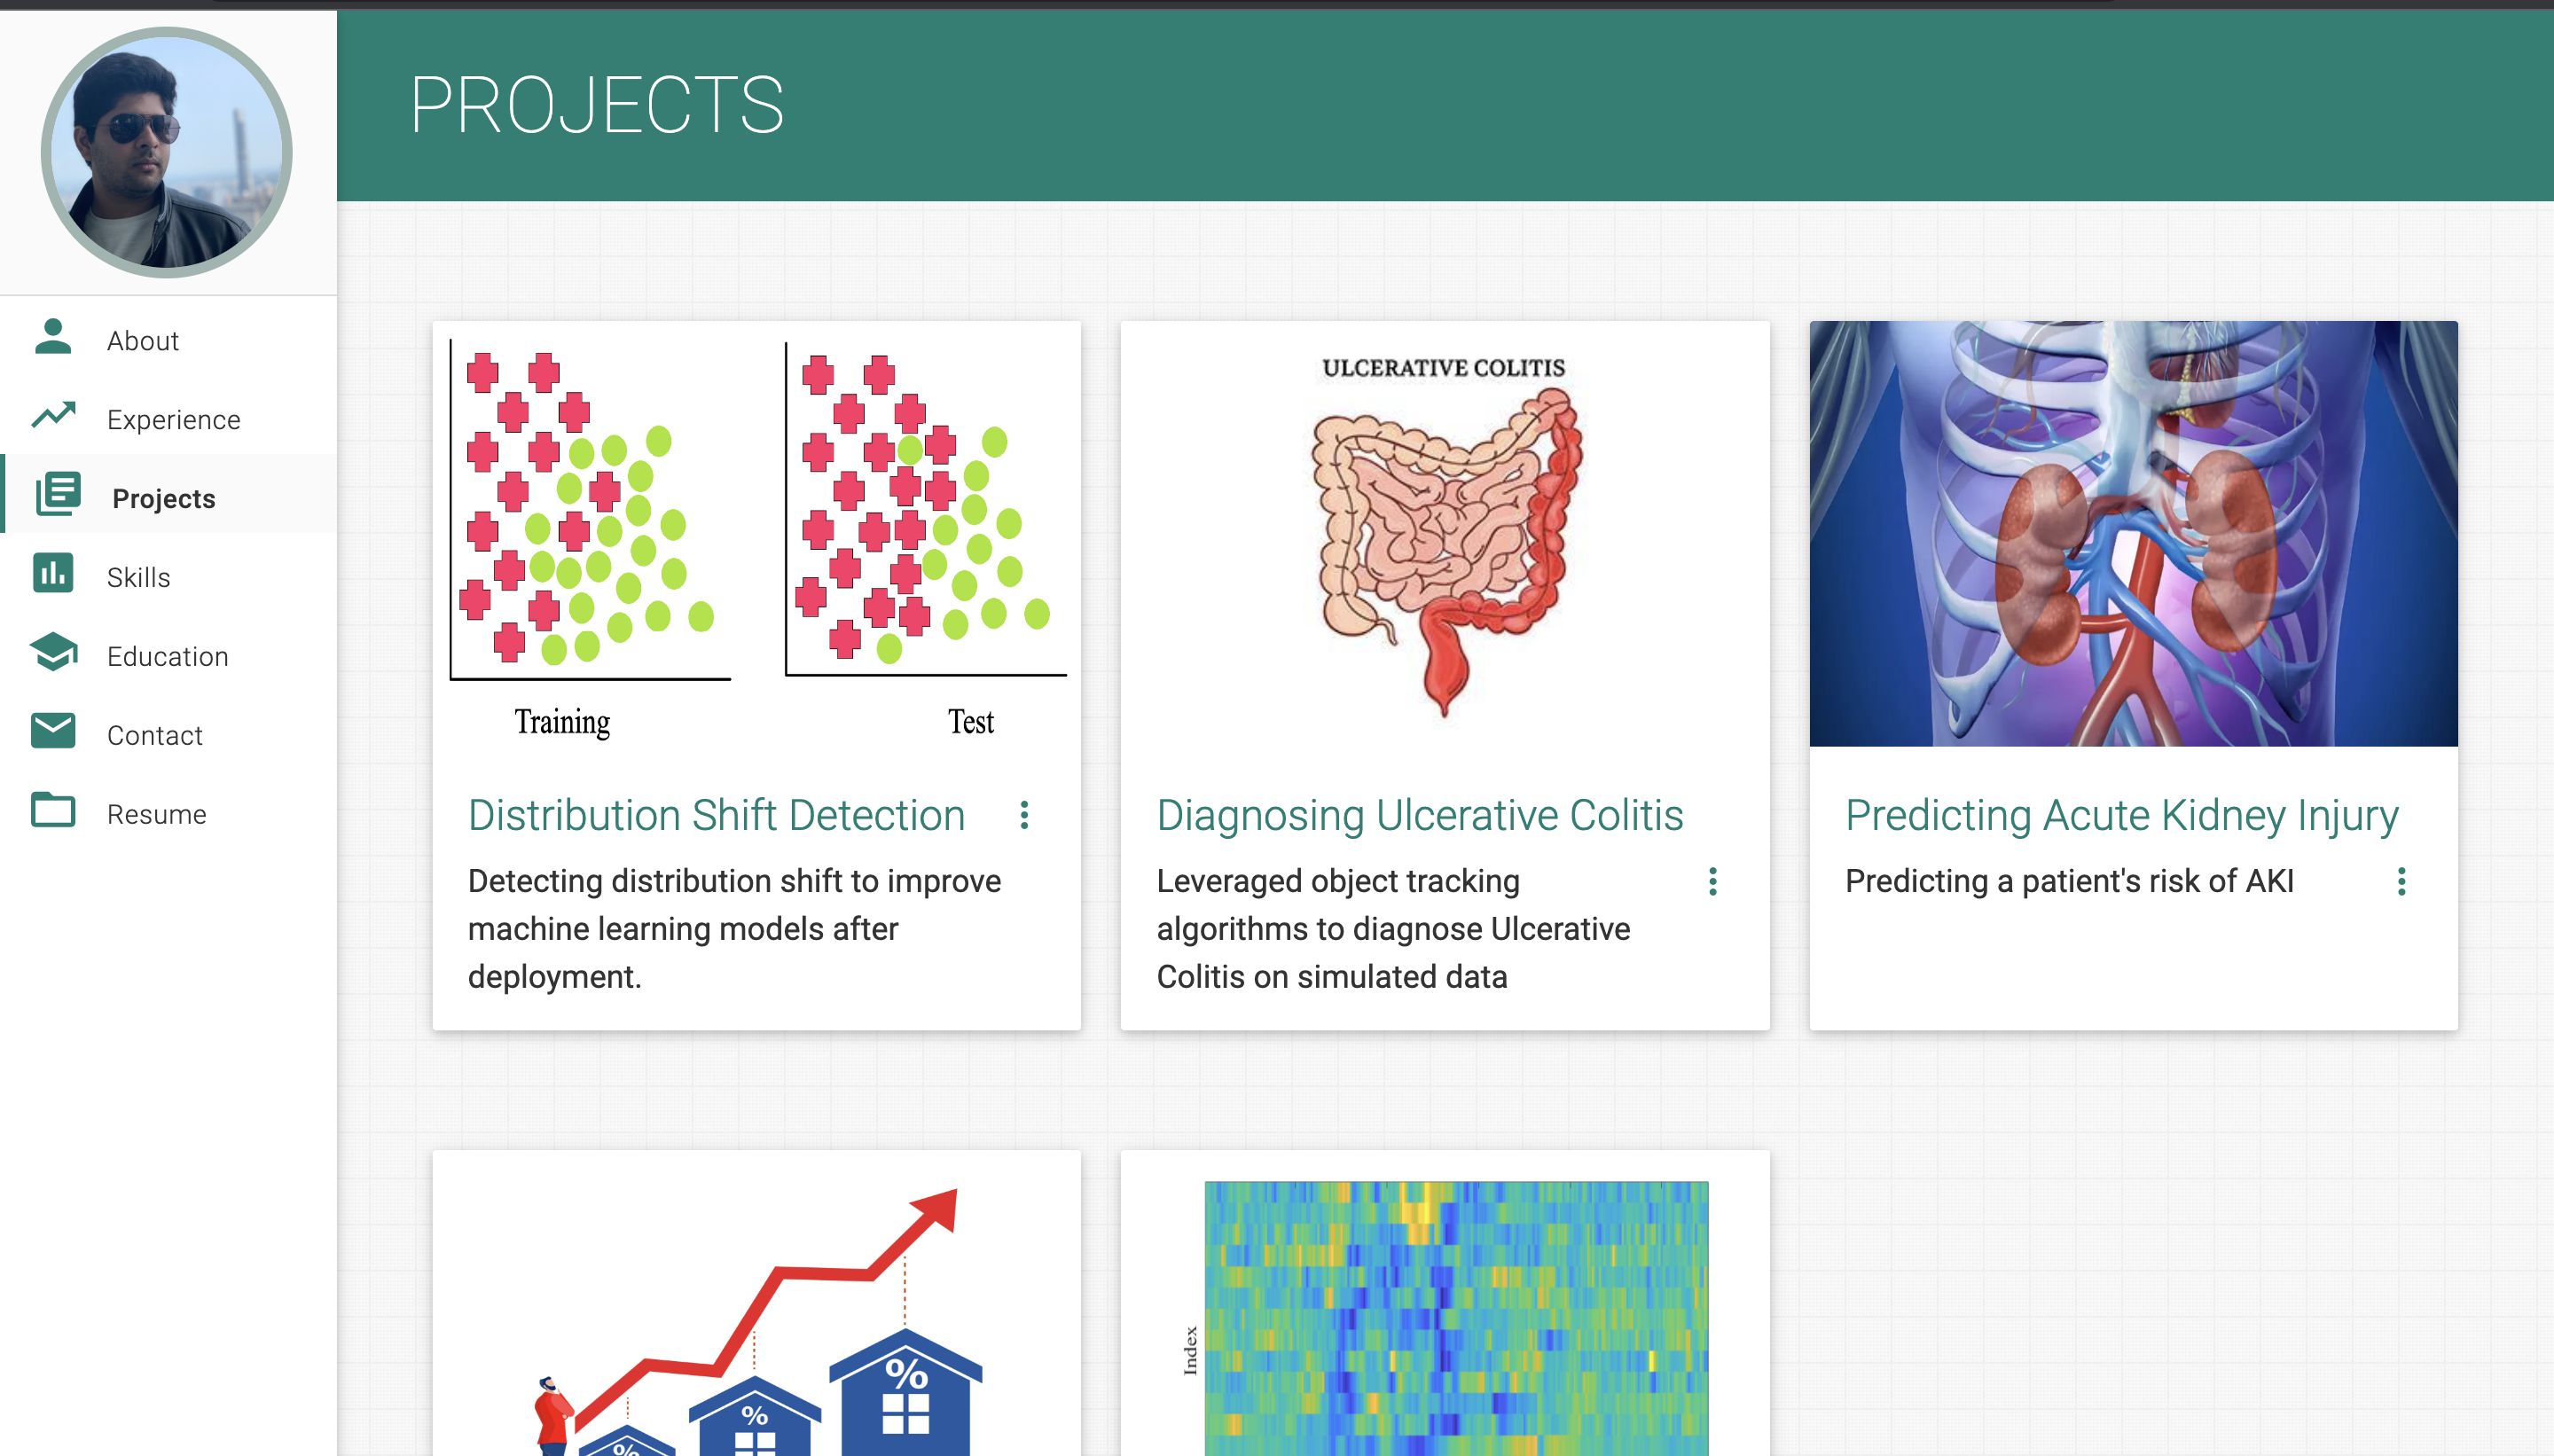 PROJECTS
About
Experience
Projects
Skills
Education
Contact
Resume
Training
Test
Distribution Shift Detection
Detecting distribution shift to improve
machine learning models after
deployment.
ULCERATIVE COLITIS
Diagnosing Ulcerative Colitis
Leveraged object tracking
algorithms to diagnose Ulcerative
Colitis on simulated data
Predicting Acute Kidney Injury
Predicting a patient's risk of AKI
%
%
%
Index